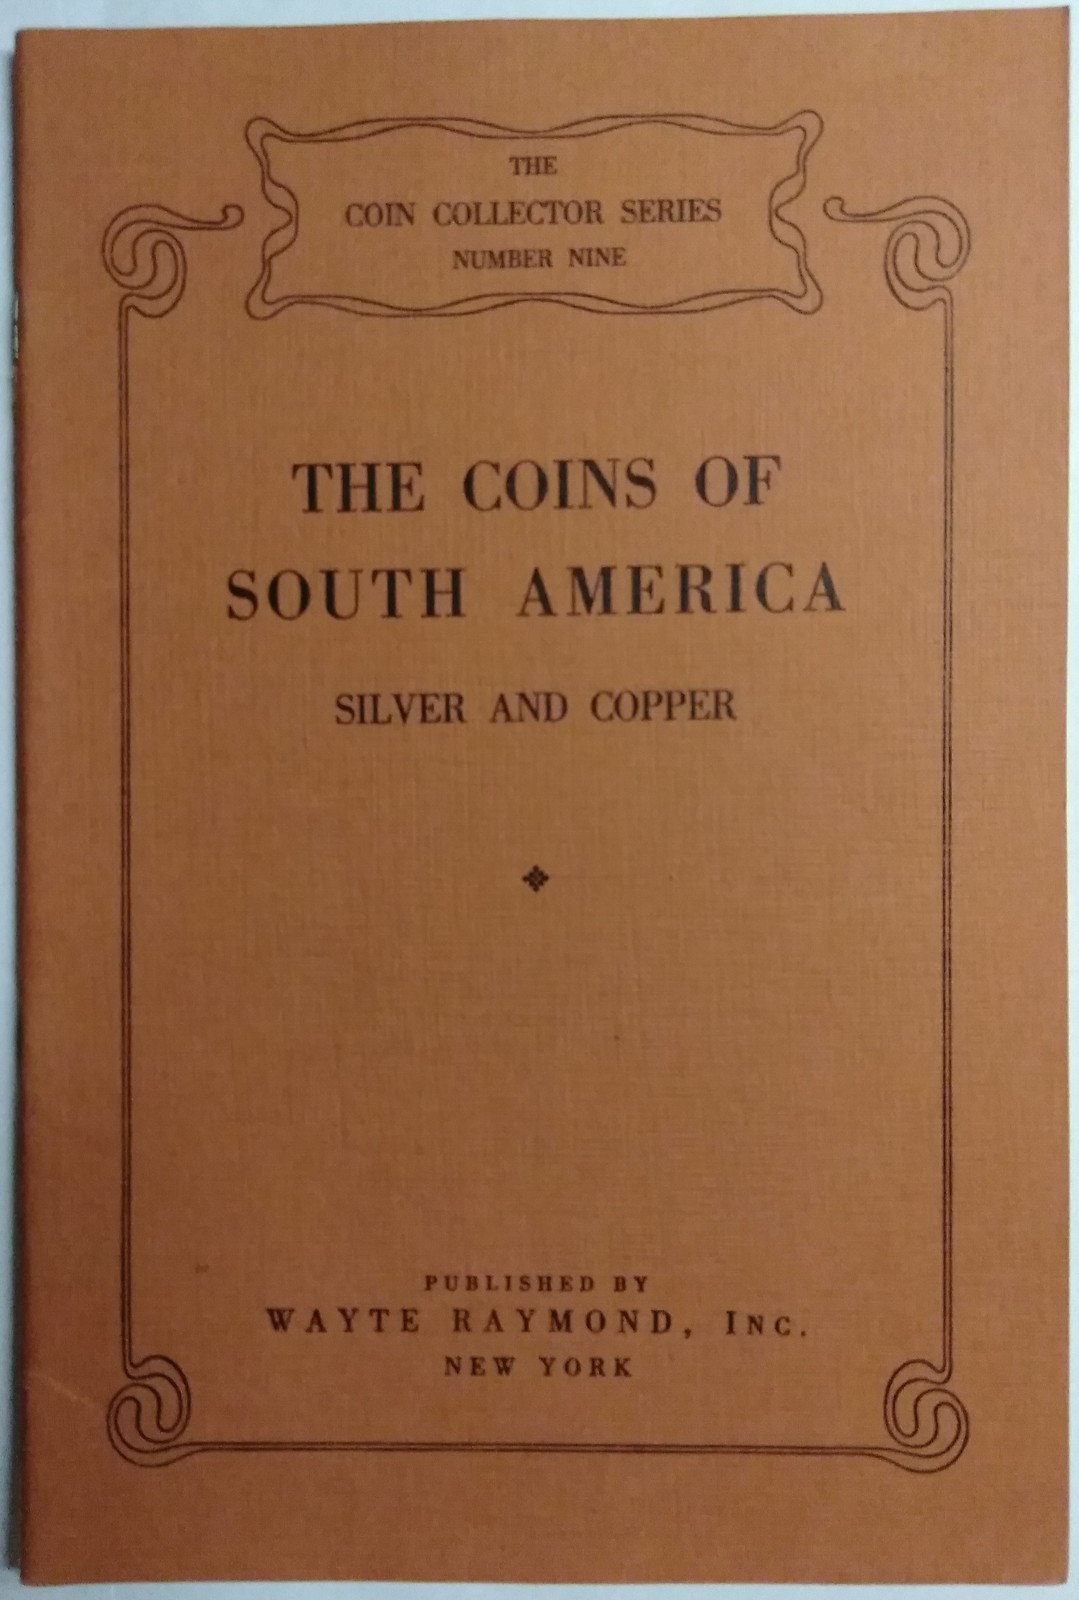 THE
COIN COLLECTOR SERIES
NUMBER NINE
THE COINS OF
SOUTH AMERICA
SILVER AND COPPER
PUBLISHED BY
WAYTE RAYMOND, INC.
NEW YORK